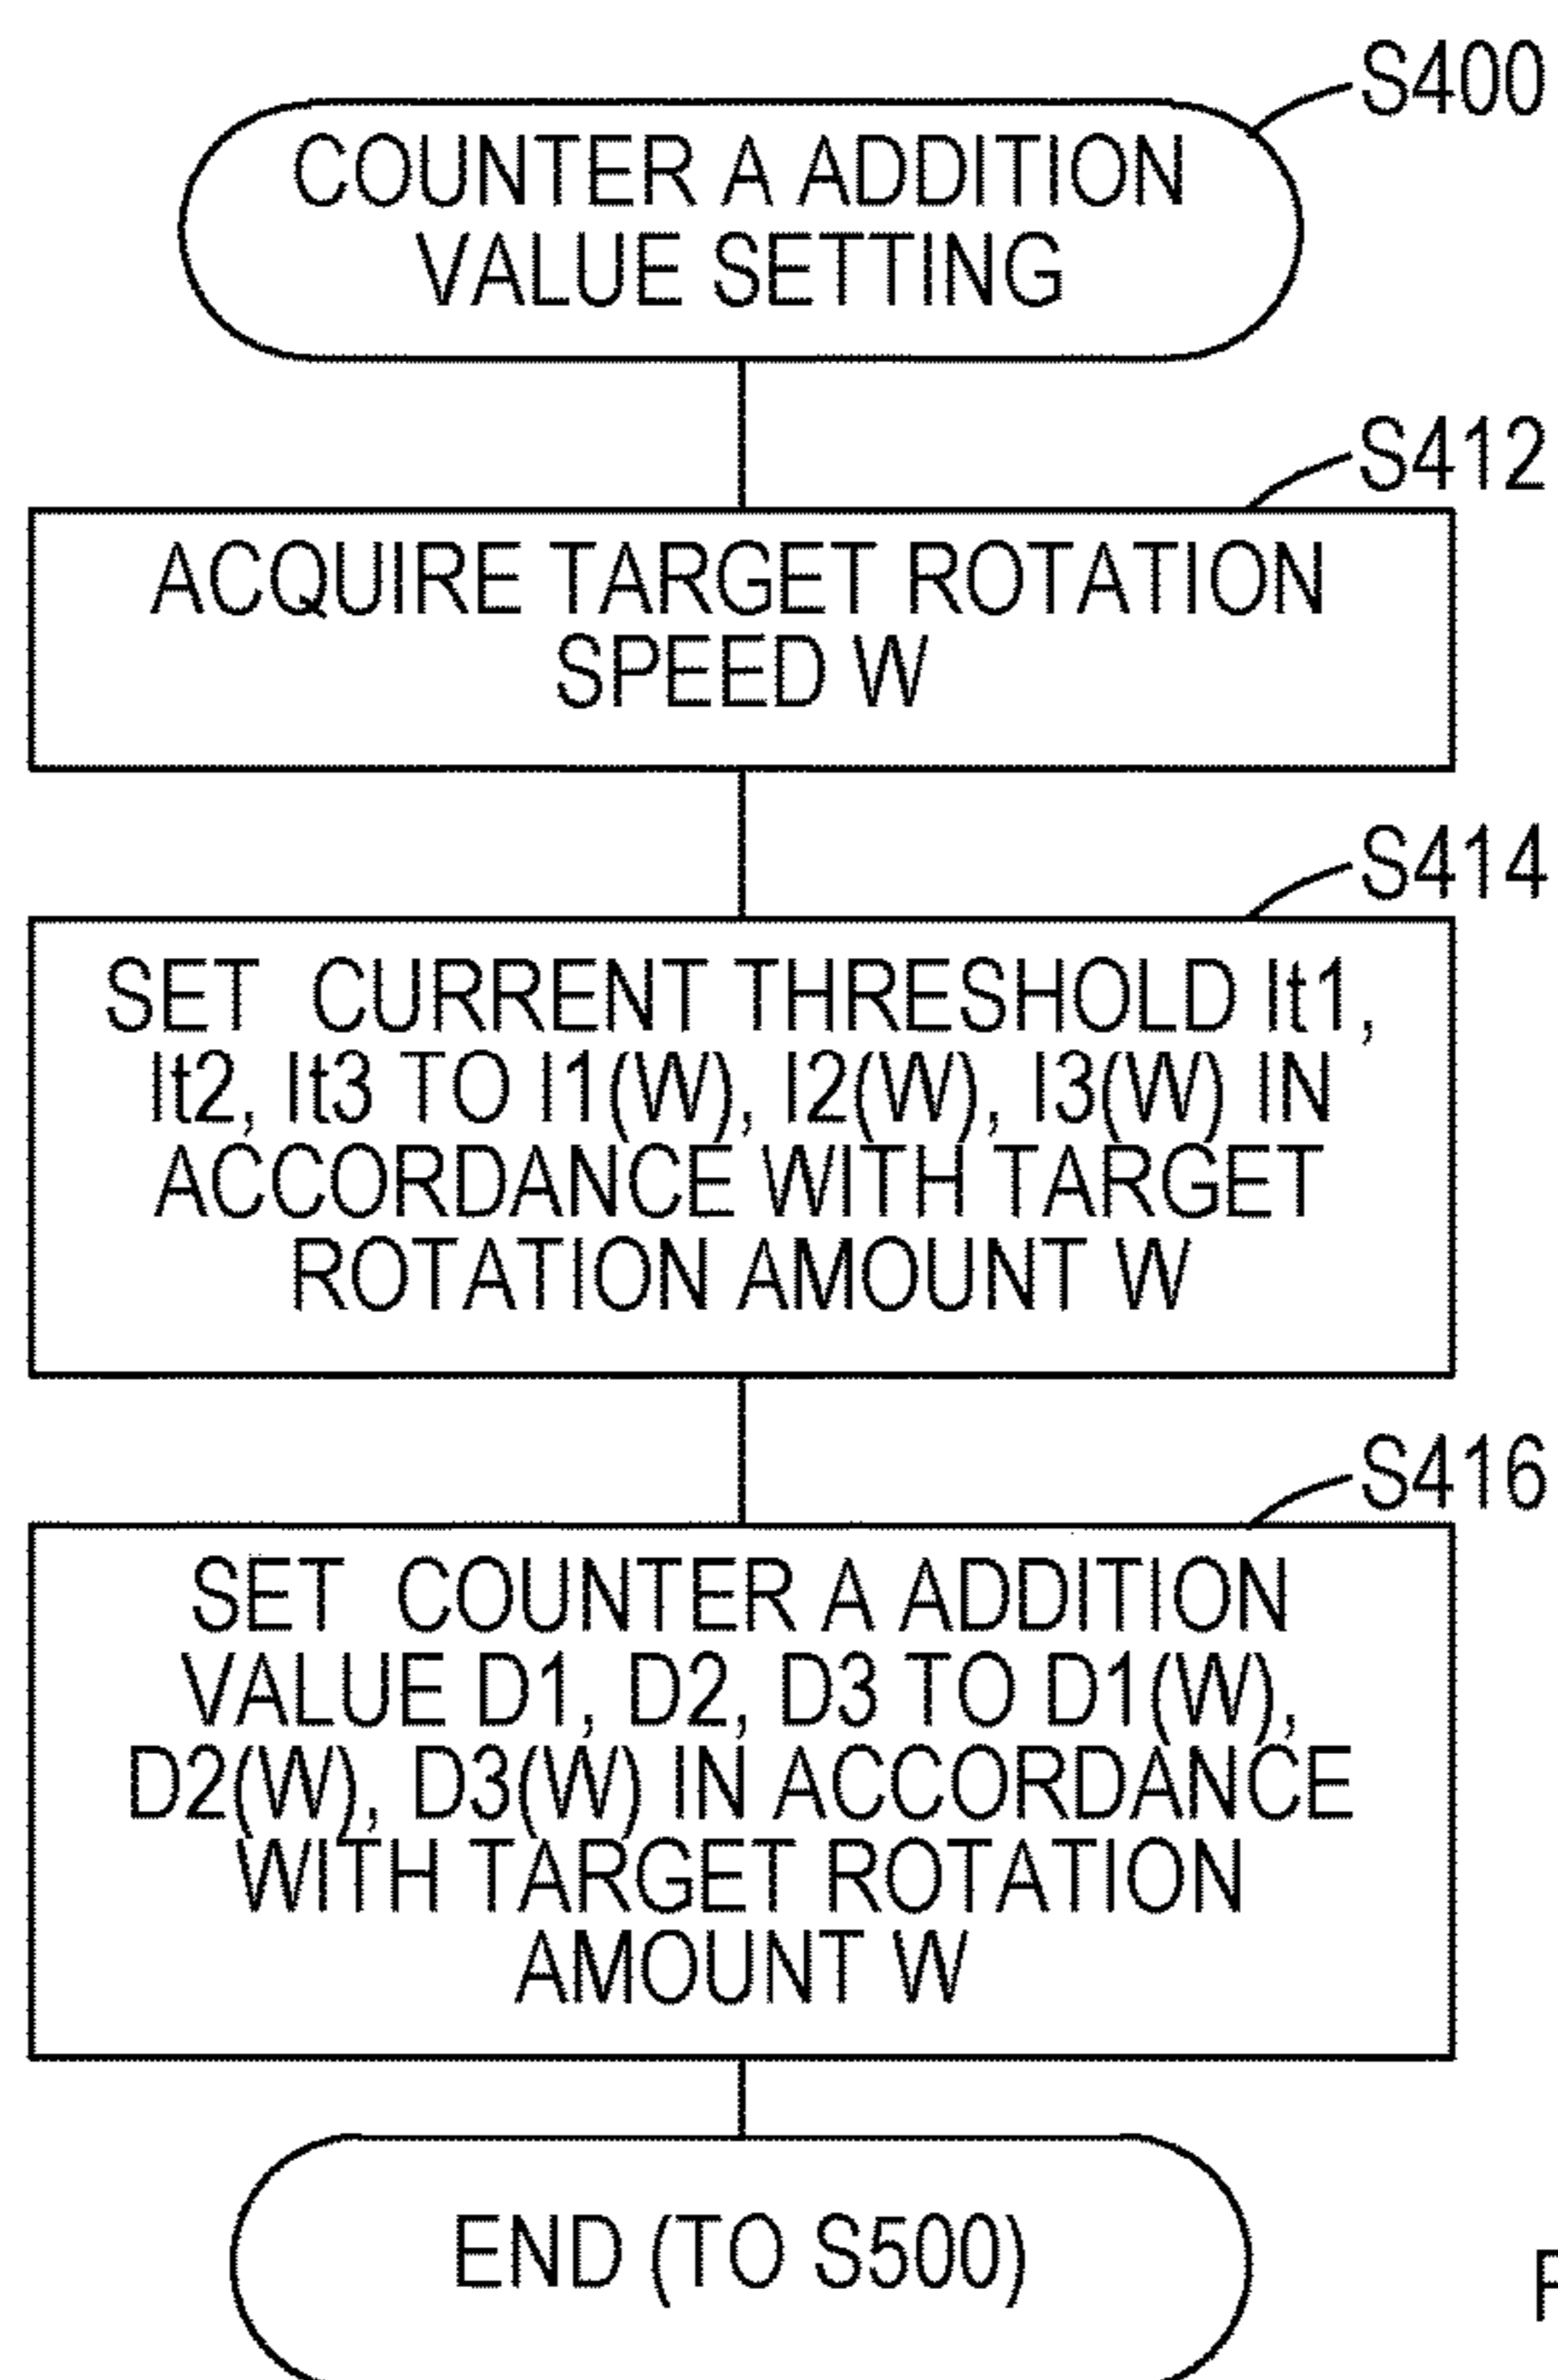 S400
COUNTER A ADDITION
VALUE SETTING
S412
ACQUIRE TARGET ROTATION
SPEED W
S414
SET CURRENT THRESHOLD It1,
It2, It3 TO I1(W), I2(W), I3(W) IN
ACCORDANCE WITH TARGET
ROTATION AMOUNT W
S416
SET COUNTER A ADDITION
VALUE D1, D2, D3 TO D1(W),
D2(W), D3(W) IN ACCORDANCE
WITH TARGET ROTATION
AMOUNT W
END (TO S500)